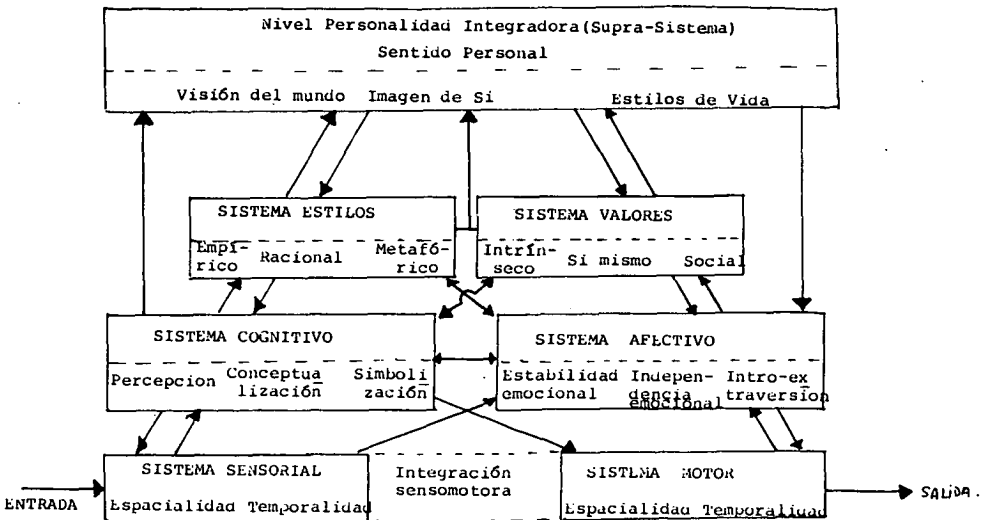 Nivel Personalidad Integradora(Supra-Sistema)
Sentido Personal
Visión del mundo Imagen de Si Estilos de Vida
SISTEMA ESTILOS
Empí-
rico Racional Metafó-
rico
SISTEMA VALORES
Intrín-
seco Si mismo Social
SISTEMA COGNITIVO
Percepcion Conceptua
lización Simboli
zación
SISTEMA AFECTIVO
Estabilidad
emocional Indepen-
dencia
emocional Intro-ex
traversión
ENTRADA
SISTEMA SENSORIAL
Espacialidad Temporalidad
Integración
sensomotora
SISTEMA MOTOR
Espacialidad Temporalidad
SALIDA.